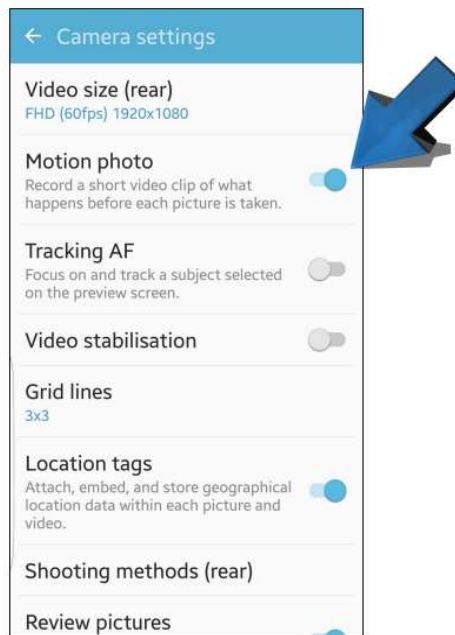 Camera settings
Video size (rear)
FHD (60fps) 1920x1080
Motion photo
Record a short video clip of what
happens before each picture is taken.
Tracking AF
Focus on and track a subject selected
on the preview screen.
Video stabilisation
Grid lines
3x3
Location tags
Attach, embed, and store geographical
location data within each picture and
video.
Shooting methods (rear)
Review pictures